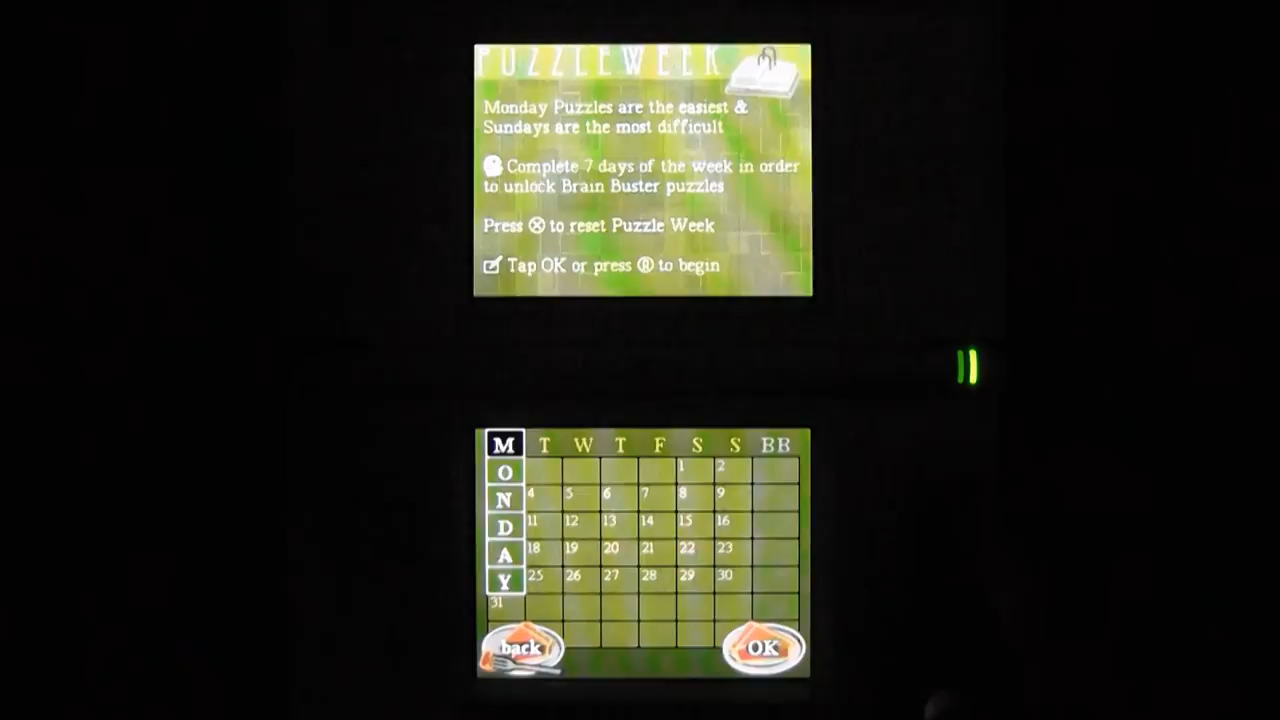 PUZZLEWEEK
Monday Puzzles are the easiest &
Sundays are the most difficult
Complete 7 days of the week in order
to unlock Brain Buster puzzles
Press Ⓧ to reset Puzzle Week
Tap OK or press Ⓡ to begin
M T W T F S S BB
O 1 2
N 4 5 6 7 8 9
D 11 12 13 14 15 16
A 18 19 20 21 22 23
Y 25 26 27 28 29 30
31
back OK